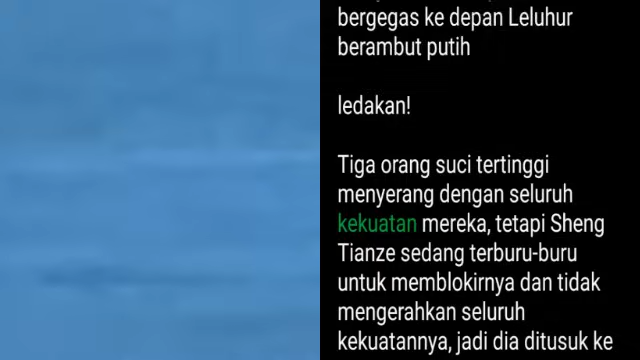 bergegas ke depan Leluhur
berambut putih
ledakan!
Tiga orang suci tertinggi
menyerang dengan seluruh
kekuatan mereka, tetapi Sheng
Tianze sedang terburu-buru
untuk memblokirnya dan tidak
mengerahkan seluruh
kekuatannya, jadi dia ditusuk ke